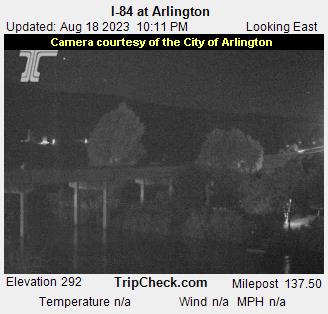 I-84 at Arlington
Updated: Aug 18 2023 10:11 PM Looking East
Camera courtesy of the City of Arlington
Elevation 292 TripCheck.com Milepost 137.50
Temperature n/a Wind n/a MPH n/a